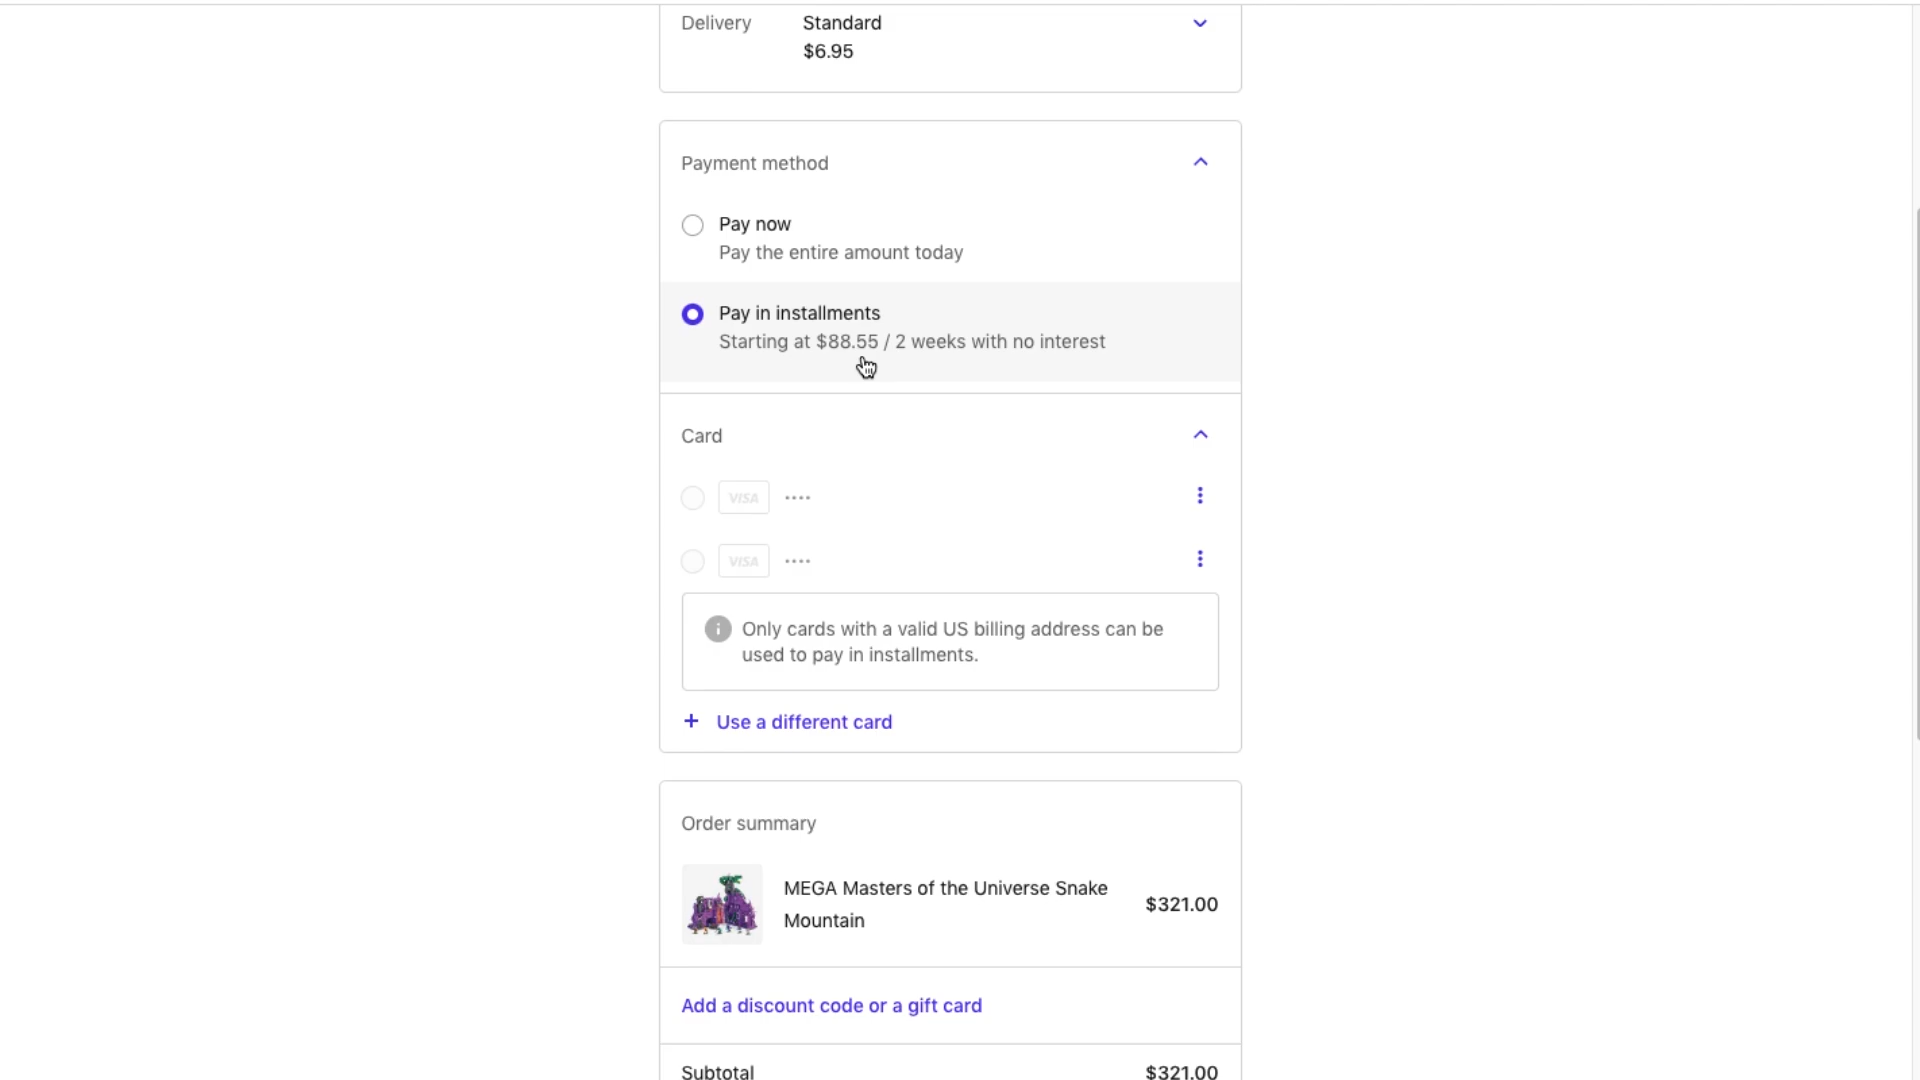 Delivery Standard
$6.95
Payment method
Pay now
Pay the entire amount today
Pay in installments
Starting at $88.55 / 2 weeks with no interest
Card
VISA ····
VISA ····
Only cards with a valid US billing address can be
used to pay in installments.
+ Use a different card
Order summary
MEGA Masters of the Universe Snake
Mountain
$321.00
Add a discount code or a gift card
Subtotal $321.00